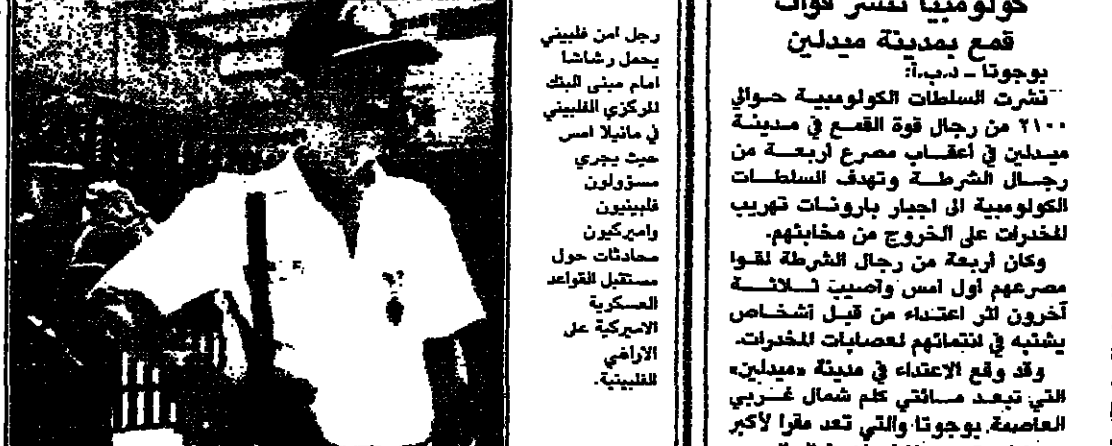 كولومبيا تنشر قوات
قمع بمدينة ميدلين
بوجوتا ــ د.ب.أ:
نشرت السلطات الكولومبية حوالي
٢١٠٠ من رجال قوة القمع في مدينة
ميدلين في أعقاب مصرع أربعة من
رجال الشرطة وتهدف السلطات
الكولومبية الى اجبار بارونات تهريب
المخدرات على الخروج من مخابئهم.
وكان أربعة من رجال الشرطة لقوا
مصرعهم أول امس واصيب ثلاثة
آخرون اثر اعتداء من قبل أشخاص
يشتبه في انتمائهم لعصابات المخدرات.
وقد وقع الاعتداء في مدينة «ميدلين»
التي تبعد مائتي كلم شمال غربي
العاصمة بوجوتا والتي تعد مقرا لأكبر
رجل امن فلبيني
يحمل رشاشا
امام مبنى البنك
المركزي الفلبيني
في مانيلا امس
حيث يجري
مسؤولون
فلبينيون
واميركيون
محادثات حول
مستقبل القواعد
العسكرية
الاميركية على
الاراضي
الفلبينية.